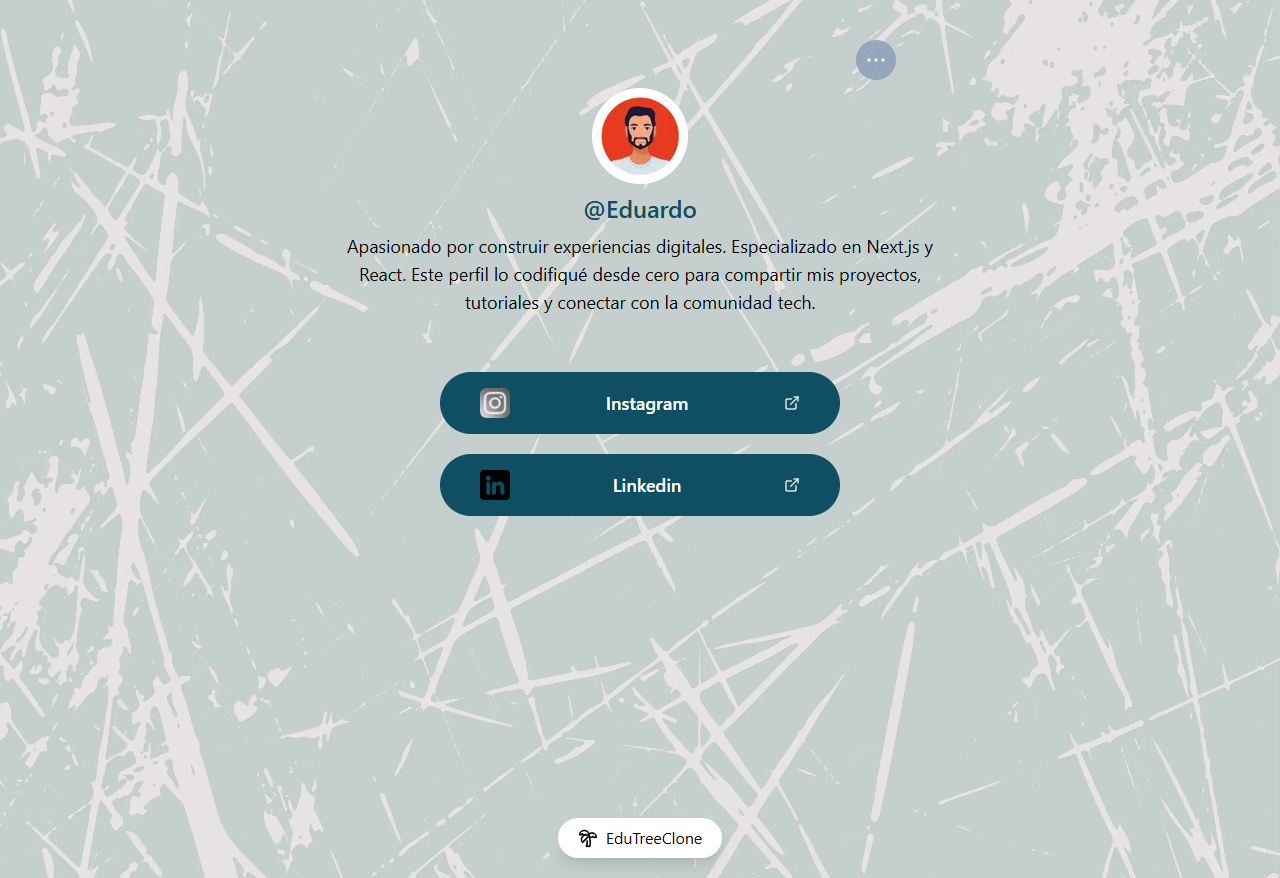 @Eduardo
Apasionado por construir experiencias digitales. Especializado en Next.js y
React. Este perfil lo codifiqué desde cero para compartir mis proyectos,
tutoriales y conectar con la comunidad tech.
Instagram
in
Linkedin
EduTreeClone